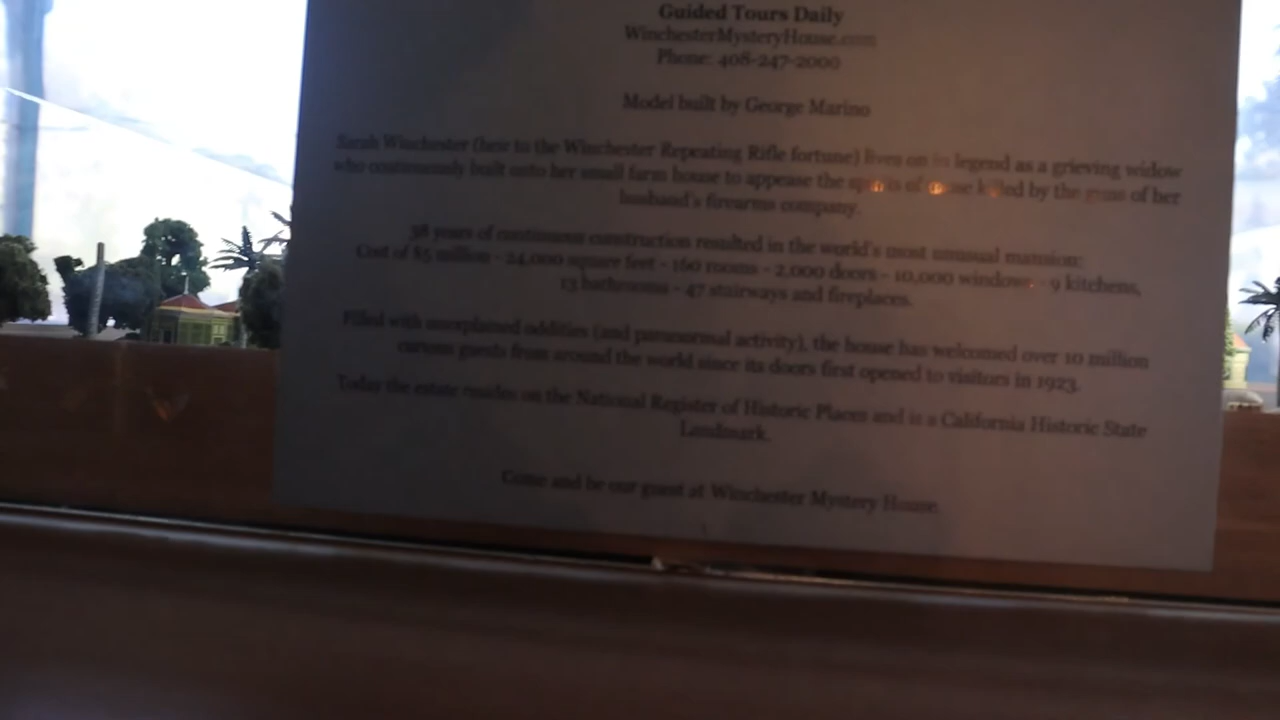 Guided Tours Daily
WinchesterMysteryHouse.com
Phone: 408-247-2000
Model built by George Marino
Sarah Winchester (heir to the Winchester Repeating Rifle fortune) lives on in legend as a grieving widow
who continuously built onto her small farm house to appease the spirits of those killed by the guns of her
husband's firearms company.
38 years of continuous construction resulted in the world's most unusual mansion:
Cost of $5 million - 24,000 square feet - 160 rooms - 2,000 doors - 10,000 windows - 9 kitchens,
13 bathrooms - 47 stairways and fireplaces.
Filled with unexplained oddities (and paranormal activity), the house has welcomed over 10 million
curious guests from around the world since its doors first opened to visitors in 1923.
Today the estate resides on the National Register of Historic Places and is a California Historic State
Landmark.
Come and be our guest at Winchester Mystery House.